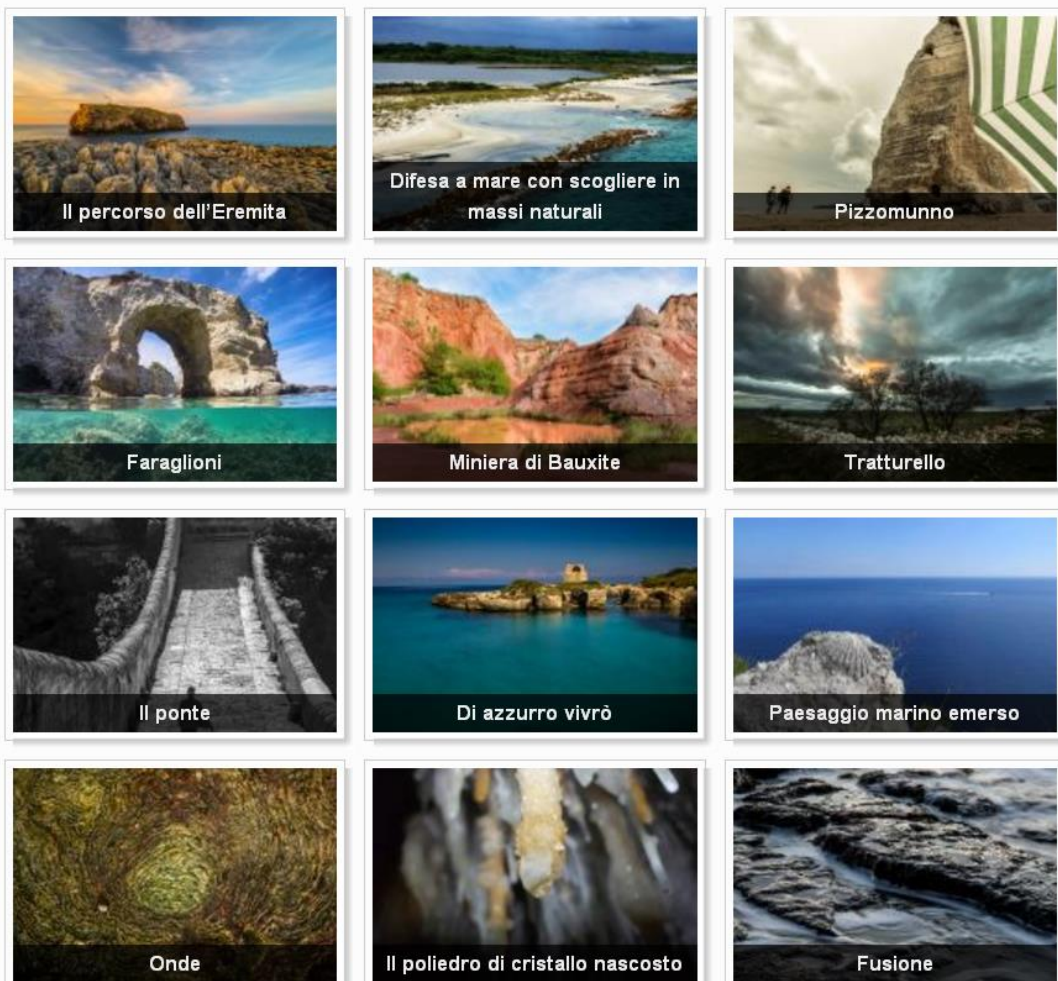 Il percorso dell'Eremita
Difesa a mare con scogliere in
massi naturali
Pizzomunno
Faraglioni
Miniera di Bauxite
Tratturello
Il ponte
Di azzurro vivrò
Paesaggio marino emerso
Onde
Il poliedro di cristallo nascosto
Fusione